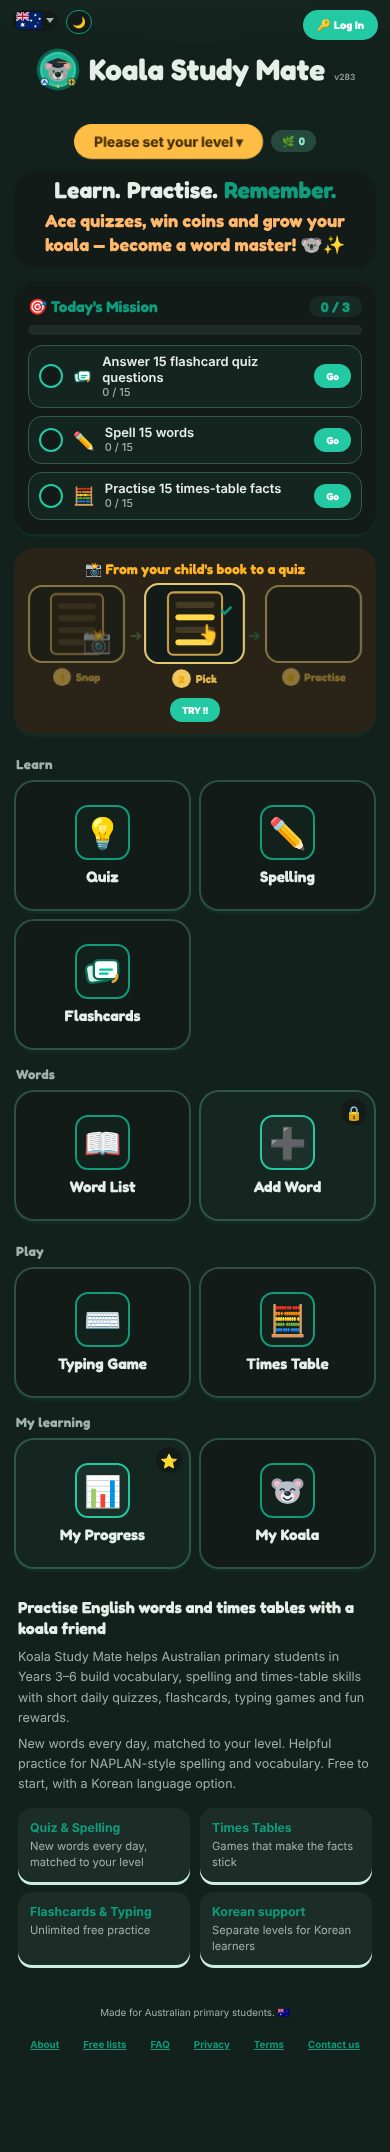 Log In
Koala Study Mate v283
Please set your level ▾
0
Learn. Practise. Remember.
Ace quizzes, win coins and grow your
koala — become a word master!
Today's Mission
0 / 3
Answer 15 flashcard quiz
questions
0 / 15
Go
Spell 15 words
0 / 15
Go
Practise 15 times-table facts
0 / 15
Go
From your child's book to a quiz
1 Snap
2 Pick
3 Practise
TRY !!
Learn
Quiz
Spelling
Flashcards
Words
Word List
Add Word
Play
Typing Game
Times Table
My learning
My Progress
My Koala
Practise English words and times tables with a
koala friend
Koala Study Mate helps Australian primary students in
Years 3–6 build vocabulary, spelling and times-table skills
with short daily quizzes, flashcards, typing games and fun
rewards.
New words every day, matched to your level. Helpful
practice for NAPLAN-style spelling and vocabulary. Free to
start, with a Korean language option.
Quiz & Spelling
New words every day,
matched to your level
Times Tables
Games that make the facts
stick
Flashcards & Typing
Unlimited free practice
Korean support
Separate levels for Korean
learners
Made for Australian primary students.
About Free lists FAQ Privacy Terms Contact us